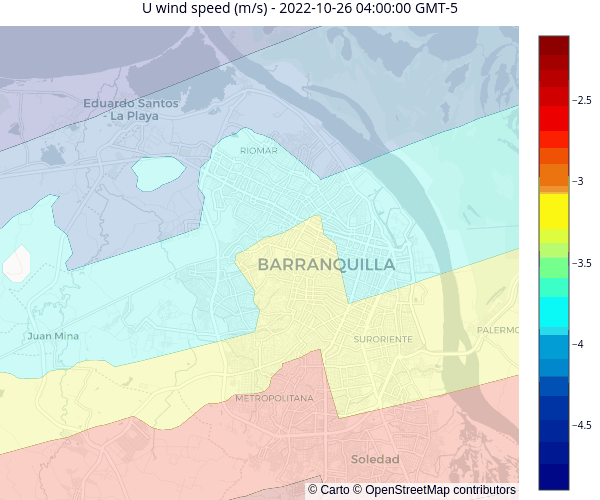 U wind speed (m/s) - 2022-10-26 04:00:00 GMT-5
Eduardo Santos
- La Playa
RIOMAR
BARRANQUILLA
Juan Mina
SURORIENTE
PALERMO
METROPOLITANA
Soledad
© Carto © OpenStreetMap contributors
−2.5
−3
−3.5
−4
−4.5